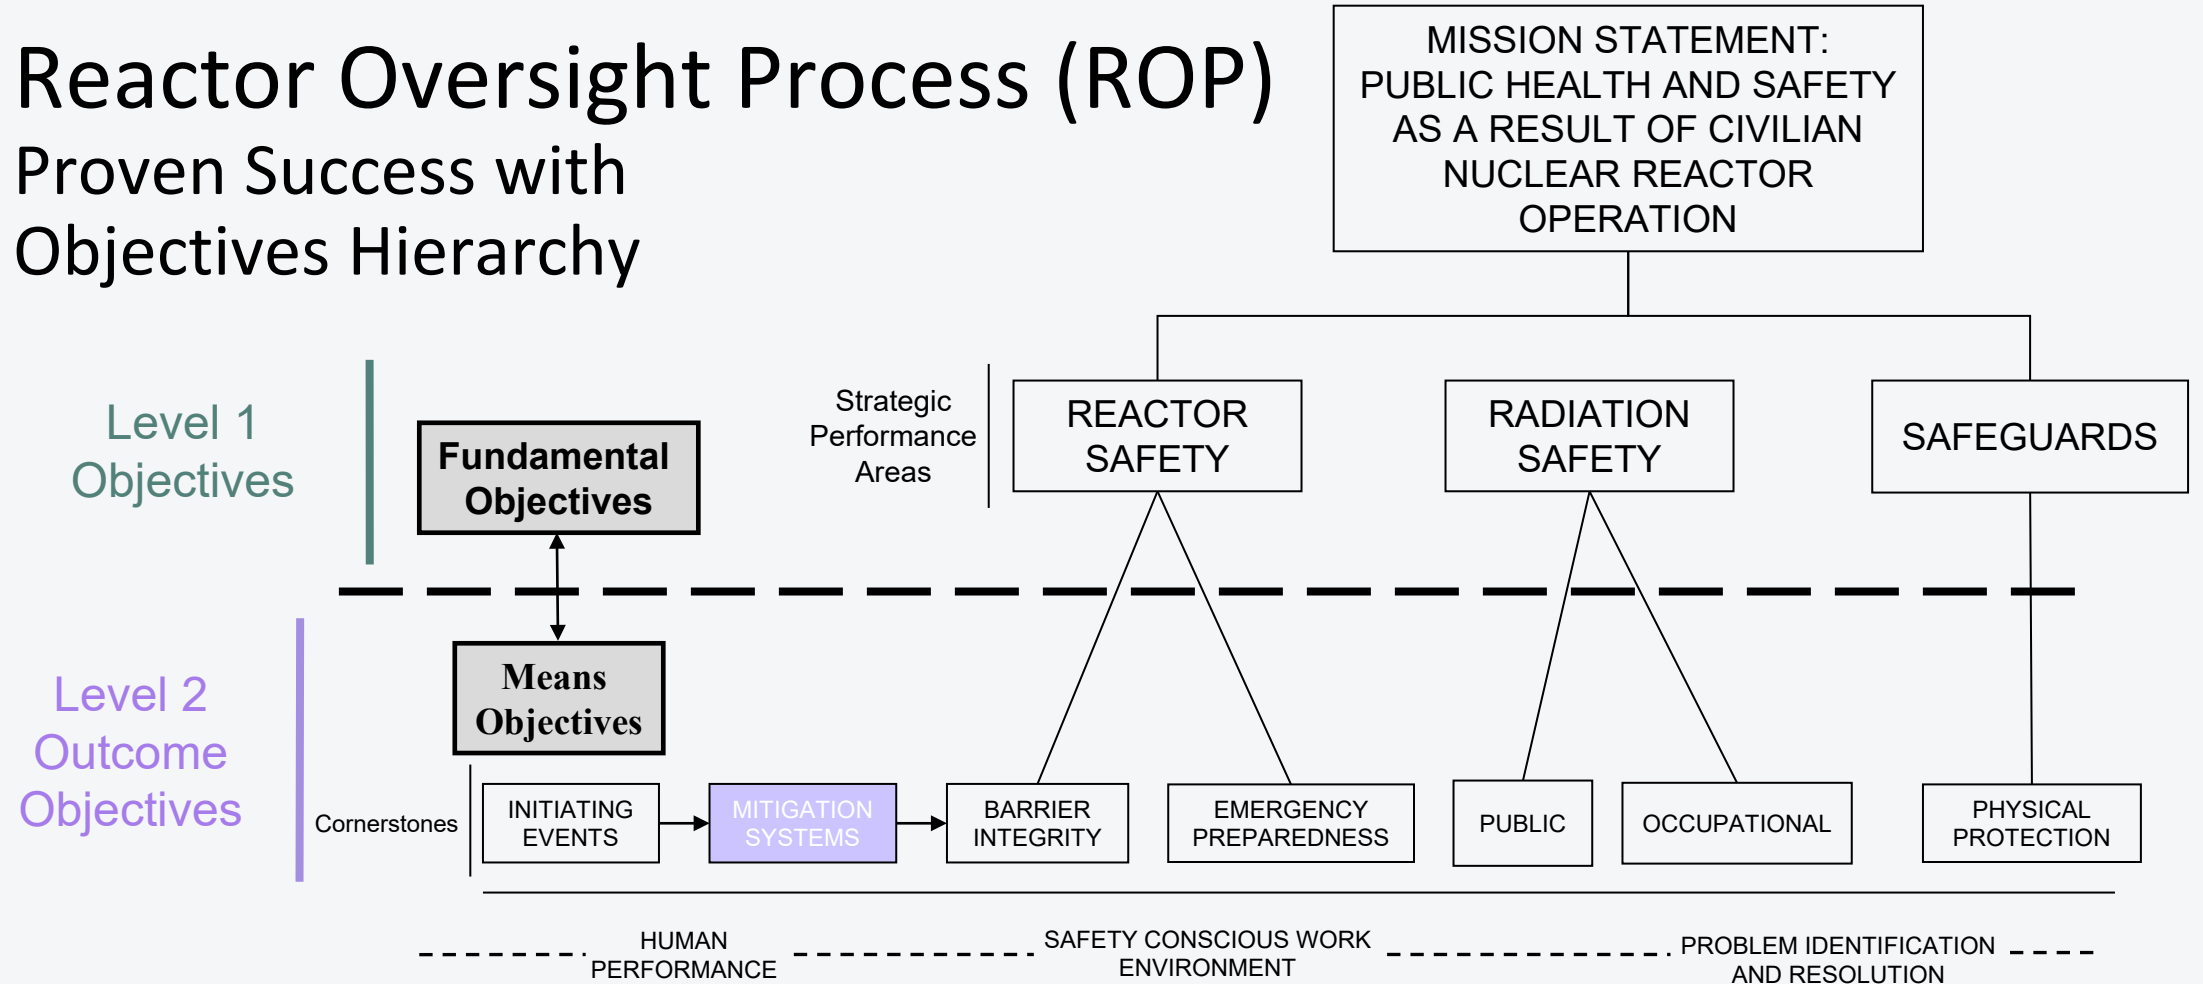 Reactor Oversight Process (ROP)
Proven Success with
Objectives Hierarchy
MISSION STATEMENT:
PUBLIC HEALTH AND SAFETY
AS A RESULT OF CIVILIAN
NUCLEAR REACTOR
OPERATION
Level 1
Objectives
Fundamental
Objectives
Strategic
Performance
Areas
REACTOR
SAFETY
RADIATION
SAFETY
SAFEGUARDS
Level 2
Outcome
Objectives
Means
Objectives
Cornerstones
INITIATING
EVENTS
MITIGATION
SYSTEMS
BARRIER
INTEGRITY
EMERGENCY
PREPAREDNESS
PUBLIC
OCCUPATIONAL
PHYSICAL
PROTECTION
HUMAN
PERFORMANCE
SAFETY CONSCIOUS WORK
ENVIRONMENT
PROBLEM IDENTIFICATION
AND RESOLUTION